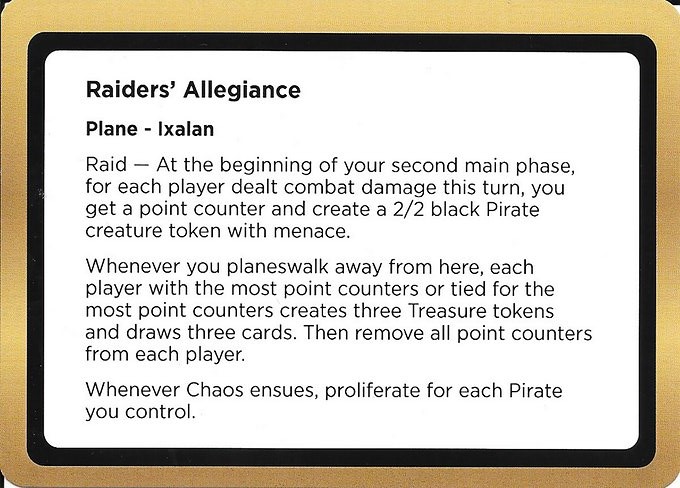 Raiders’ Allegiance
Plane - Ixalan
Raid — At the beginning of your second main phase,
for each player dealt combat damage this turn, you
get a point counter and create a 2/2 black Pirate
creature token with menace.
Whenever you planeswalk away from here, each
player with the most point counters or tied for the
most point counters creates three Treasure tokens
and draws three cards. Then remove all point counters
from each player.
Whenever Chaos ensues, proliferate for each Pirate
you control.